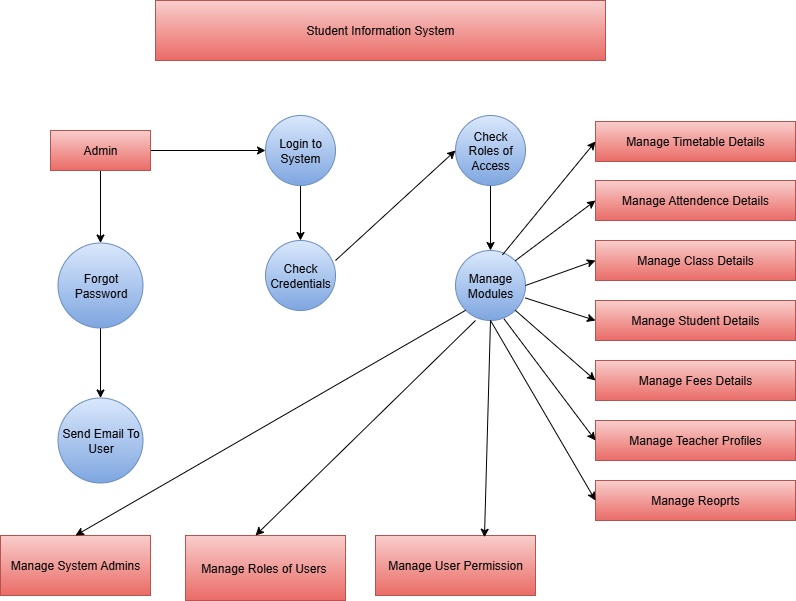 Student Information System
Admin
Login to
System
Check
Roles of
Access
Manage Timetable Details
Manage Attendence Details
Manage Class Details
Forgot
Password
Check
Credentials
Manage
Modules
Manage Student Details
Manage Fees Details
Send Email To
User
Manage Teacher Profiles
Manage Reoprts
Manage System Admins
Manage Roles of Users
Manage User Permission